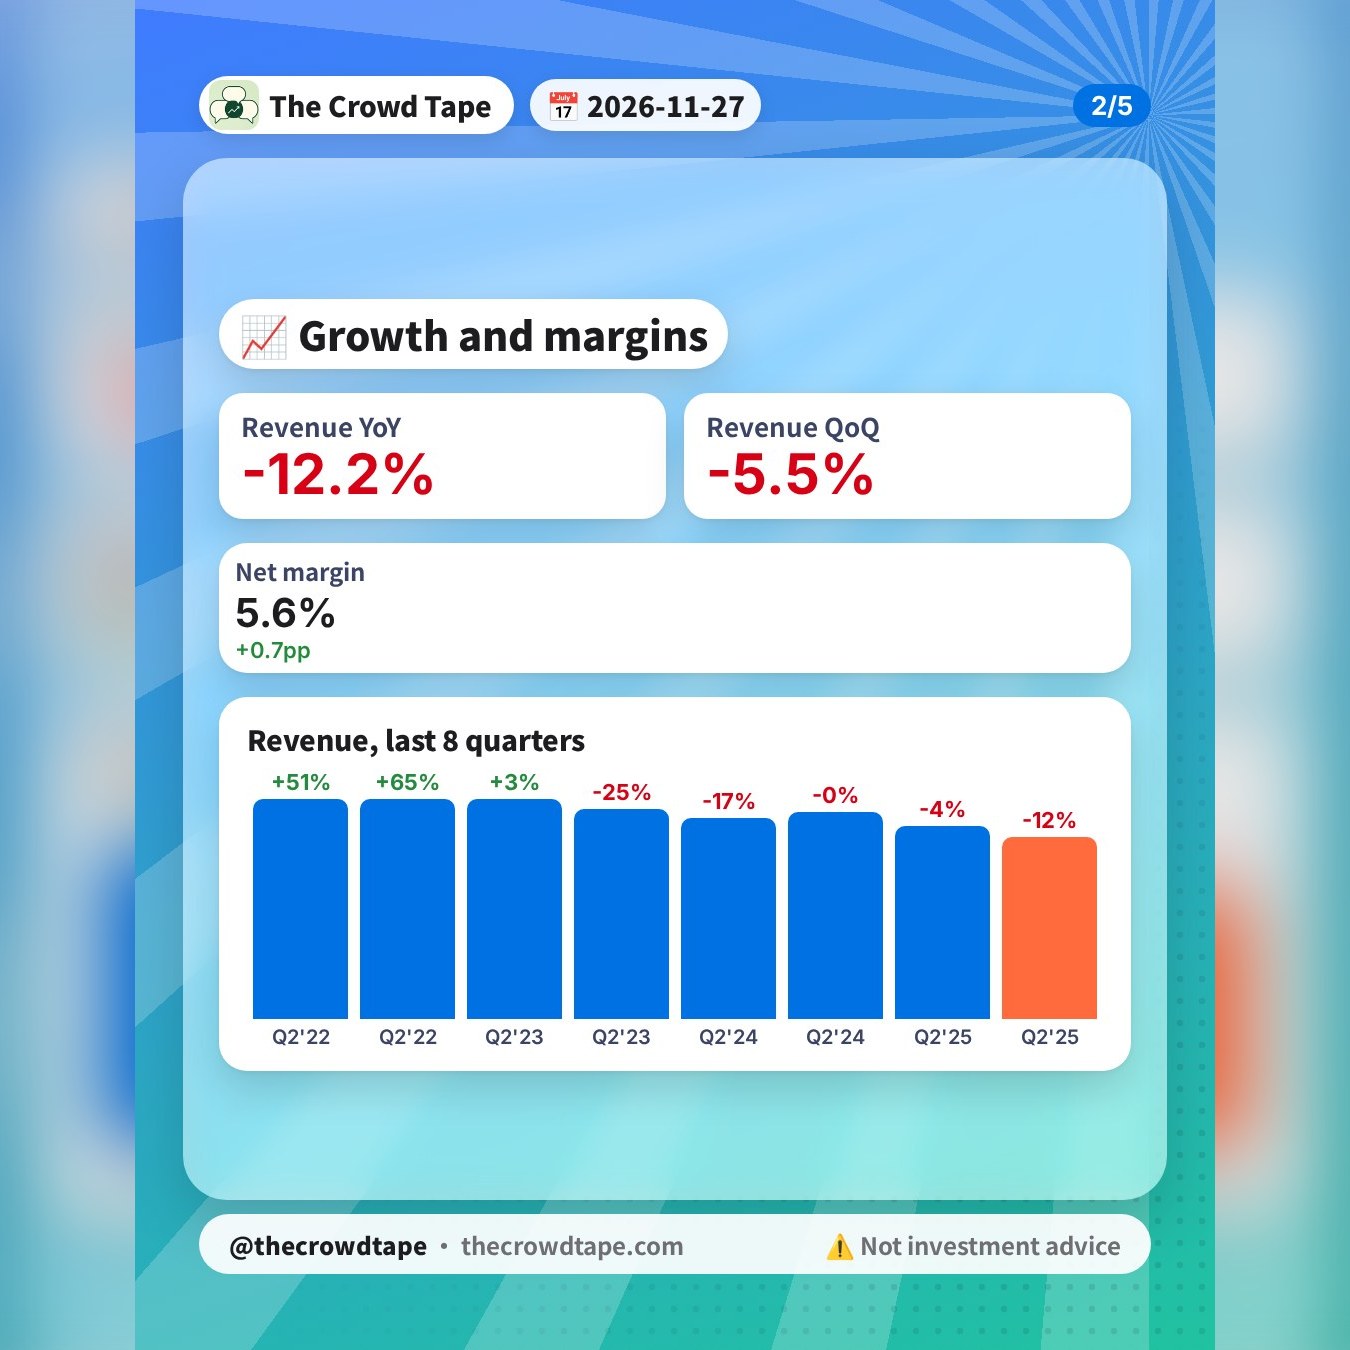 The Crowd Tape
July 17 2026-11-27
2/5
Growth and margins
Revenue YoY
-12.2%
Revenue QoQ
-5.5%
Net margin
5.6%
+0.7pp
Revenue, last 8 quarters
+51% +65% +3% -25% -17% -0% -4% -12%
Q2'22 Q2'22 Q2'23 Q2'23 Q2'24 Q2'24 Q2'25 Q2'25
@thecrowdtape • thecrowdtape.com
Not investment advice